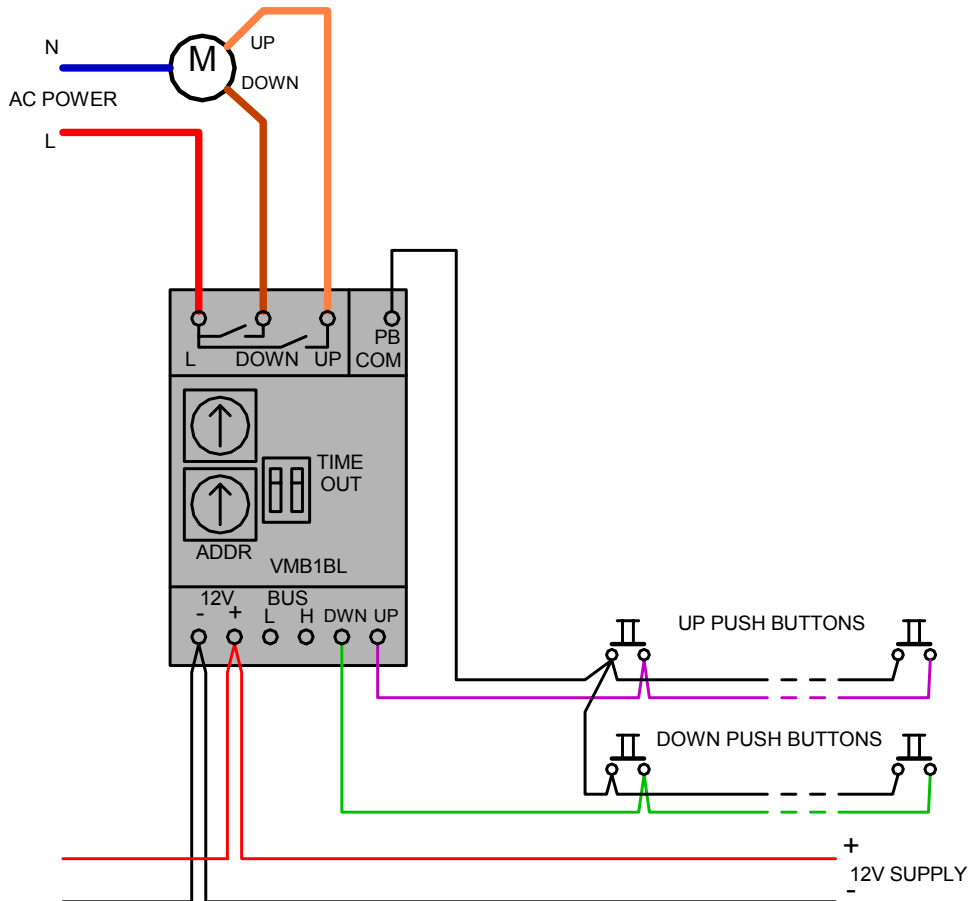 UP
N
M
DOWN
AC POWER
L
PB
L DOWN UP COM
TIME
OUT
ADDR
VMB1BL
12V BUS
- + L H DWN UP
UP PUSH BUTTONS
DOWN PUSH BUTTONS
+
12V SUPPLY
-